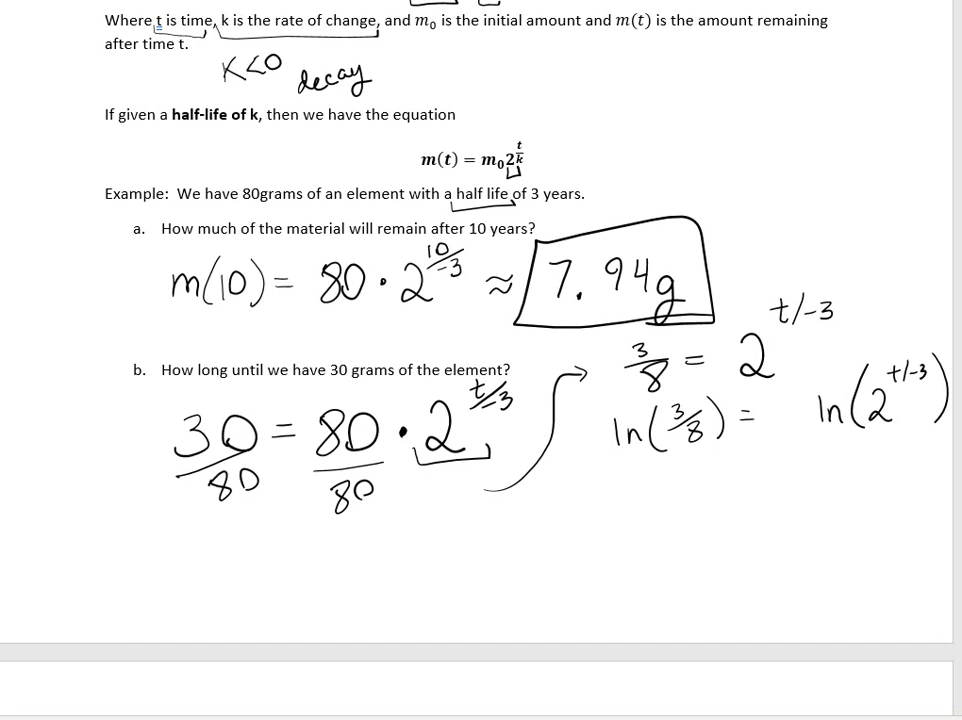 Where t is time, k is the rate of change, and m₀ is the initial amount and m(t) is the amount remaining
after time t.
K<0 decay
If given a half-life of k, then we have the equation
m(t) = m₀2^(t/k)
Example: We have 80grams of an element with a half life of 3 years.
a. How much of the material will remain after 10 years?
m(10) = 80 · 2^(10/-3) ≈ 7.94g
3/8 = 2^(t/-3)
b. How long until we have 30 grams of the element?
ln(3/8) = ln(2^(t/-3))
30/80 = 80/80 · 2^(t/-3)